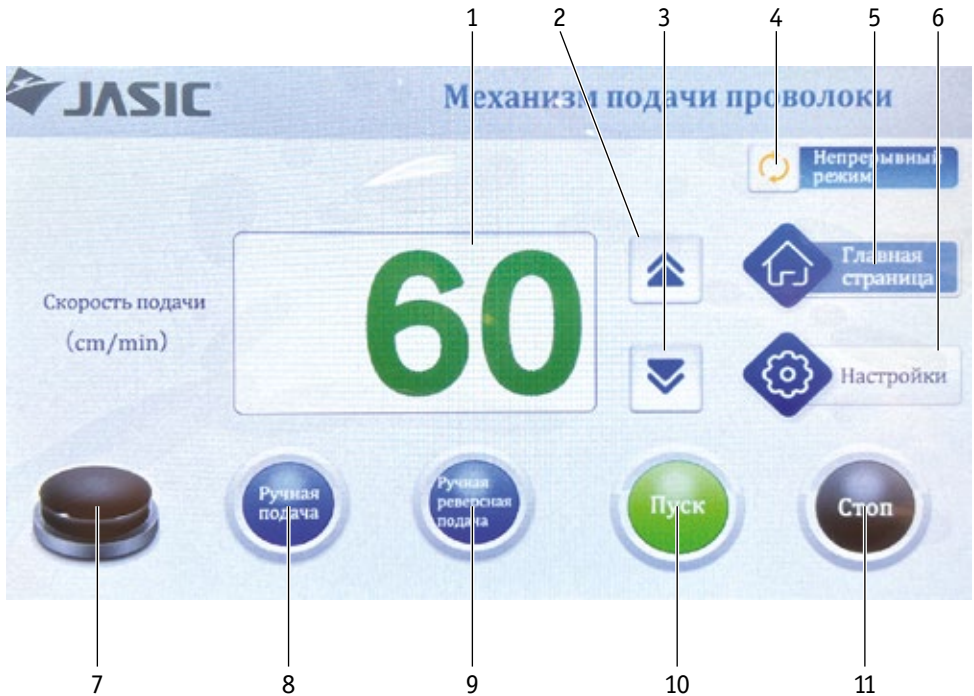 1 2 3 4 5 6
JASIC
Механизм подачи проволоки
Непрерывный
режим
60
Главная
страница
Скорость подачи
(cm/min)
Настройки
Ручная
подача
Ручная
реверсная
подача
Пуск
Стоп
7 8 9 10 11